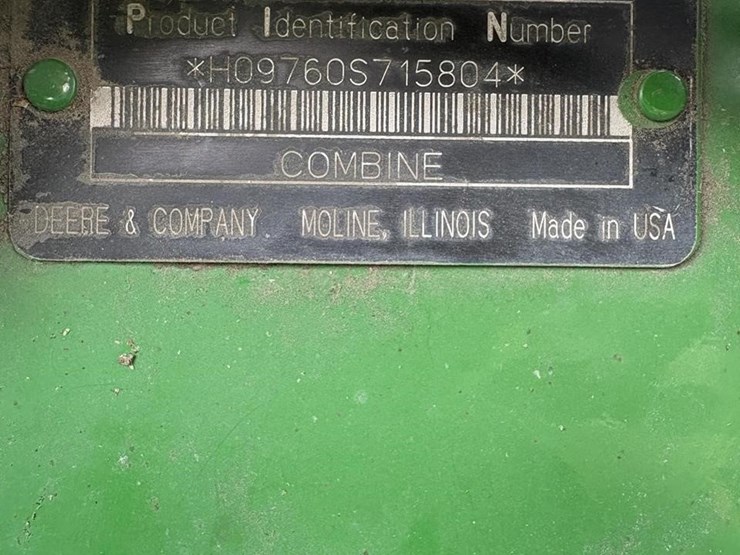 Product Identification Number
*H09760S715804*
COMBINE
DEERE & COMPANY MOLINE, ILLINOIS Made in USA